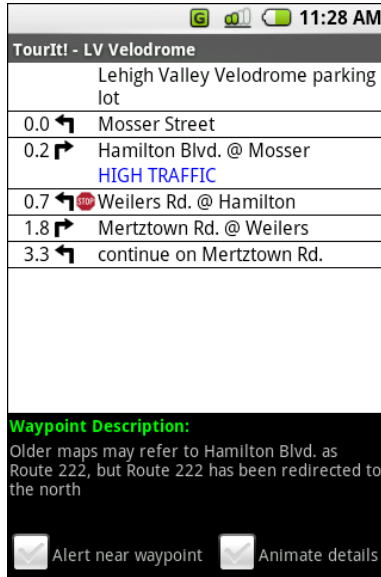 G 11:28 AM
TourIt! - LV Velodrome
Lehigh Valley Velodrome parking
lot
0.0 Mosser Street
0.2 Hamilton Blvd. @ Mosser
HIGH TRAFFIC
0.7 STOP Weilers Rd. @ Hamilton
1.8 Mertztown Rd. @ Weilers
3.3 continue on Mertztown Rd.
Waypoint Description:
Older maps may refer to Hamilton Blvd. as
Route 222, but Route 222 has been redirected to
the north
Alert near waypoint Animate details